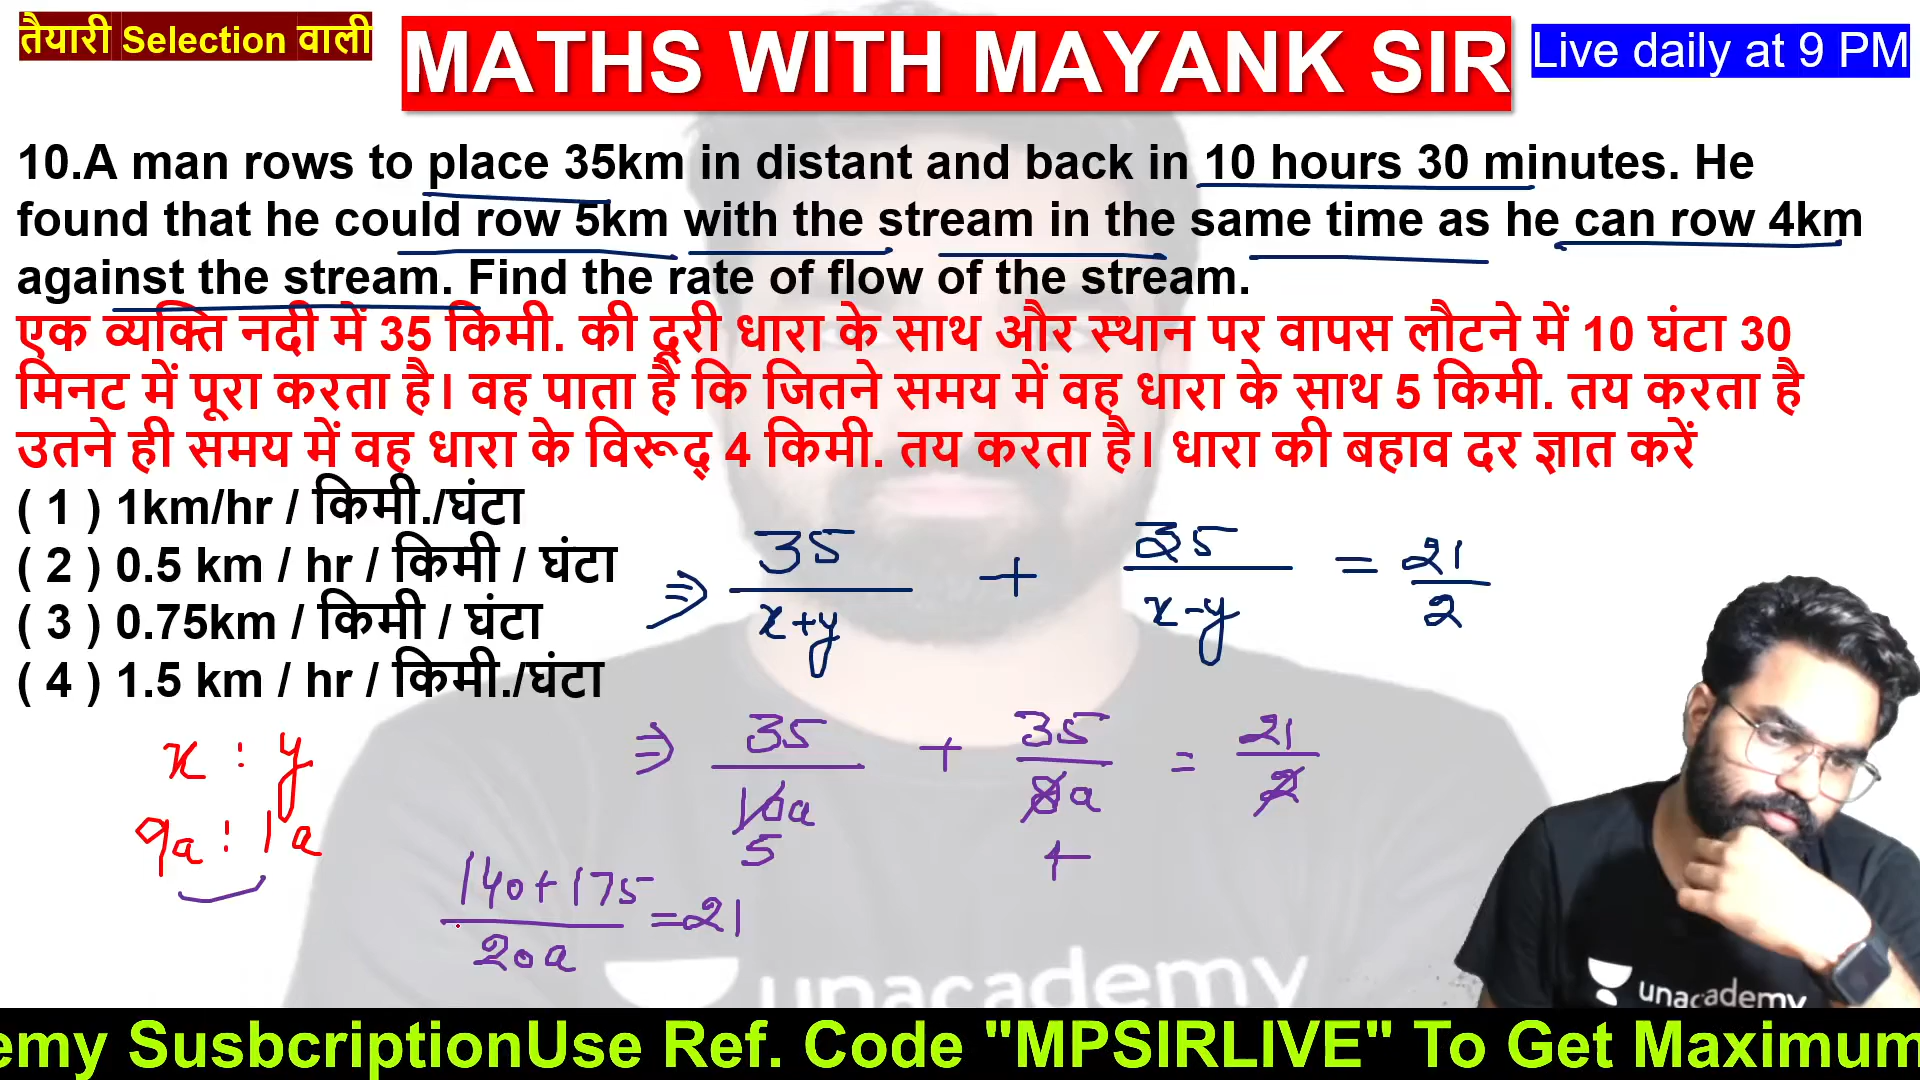 तैयारी Selection वाली
MATHS WITH MAYANK SIR
Live daily at 9 PM
10.A man rows to place 35km in distant and back in 10 hours 30 minutes. He
found that he could row 5km with the stream in the same time as he can row 4km
against the stream. Find the rate of flow of the stream.
एक व्यक्ति नदी में 35 किमी. की दूरी धारा के साथ और स्थान पर वापस लौटने में 10 घंटा 30
मिनट में पूरा करता है। वह पाता है कि जितने समय में वह धारा के साथ 5 किमी. तय करता है
उतने ही समय में वह धारा के विरूद् 4 किमी. तय करता है। धारा की बहाव दर ज्ञात करें
( 1 ) 1km/hr / किमी./घंटा
( 2 ) 0.5 km / hr / किमी / घंटा
( 3 ) 0.75km / किमी / घंटा
( 4 ) 1.5 km / hr / किमी./घंटा
⇒ 35/x+y + 35/x-y = 21/2
⇒ 35/10a + 35/8a = 21/2
5 4
x : y
9a : 1a
140+175/20a = 21
unacademy
unacademy
emy SusbcriptionUse Ref. Code "MPSIRLIVE" To Get Maximum